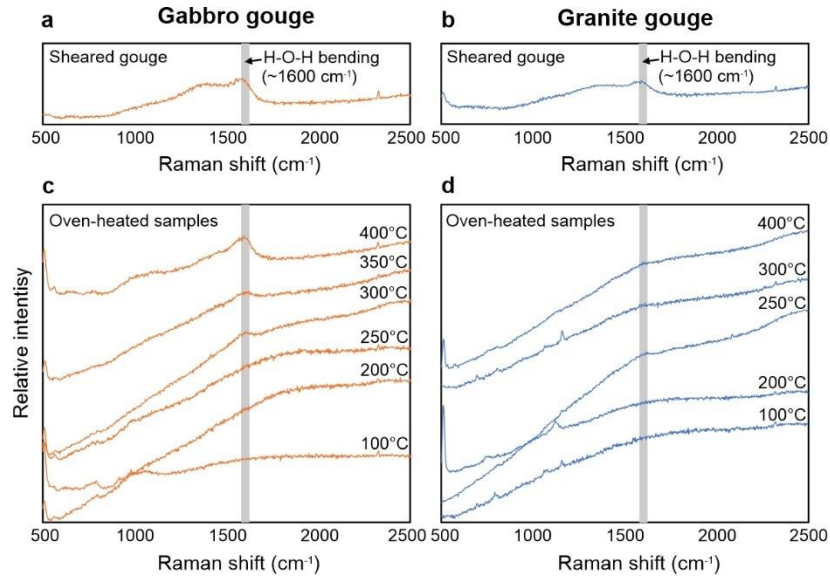 Gabbro gouge
Granite gouge
a
Sheared gouge
H-O-H bending
(~1600 cm⁻¹)
500 1000 1500 2000 2500
Raman shift (cm⁻¹)
b
Sheared gouge
H-O-H bending
(~1600 cm⁻¹)
500 1000 1500 2000 2500
Raman shift (cm⁻¹)
c
Oven-heated samples
400°C
350°C
300°C
250°C
200°C
100°C
Relative intentisy
500 1000 1500 2000 2500
Raman shift (cm⁻¹)
d
Oven-heated samples
400°C
300°C
250°C
200°C
100°C
500 1000 1500 2000 2500
Raman shift (cm⁻¹)